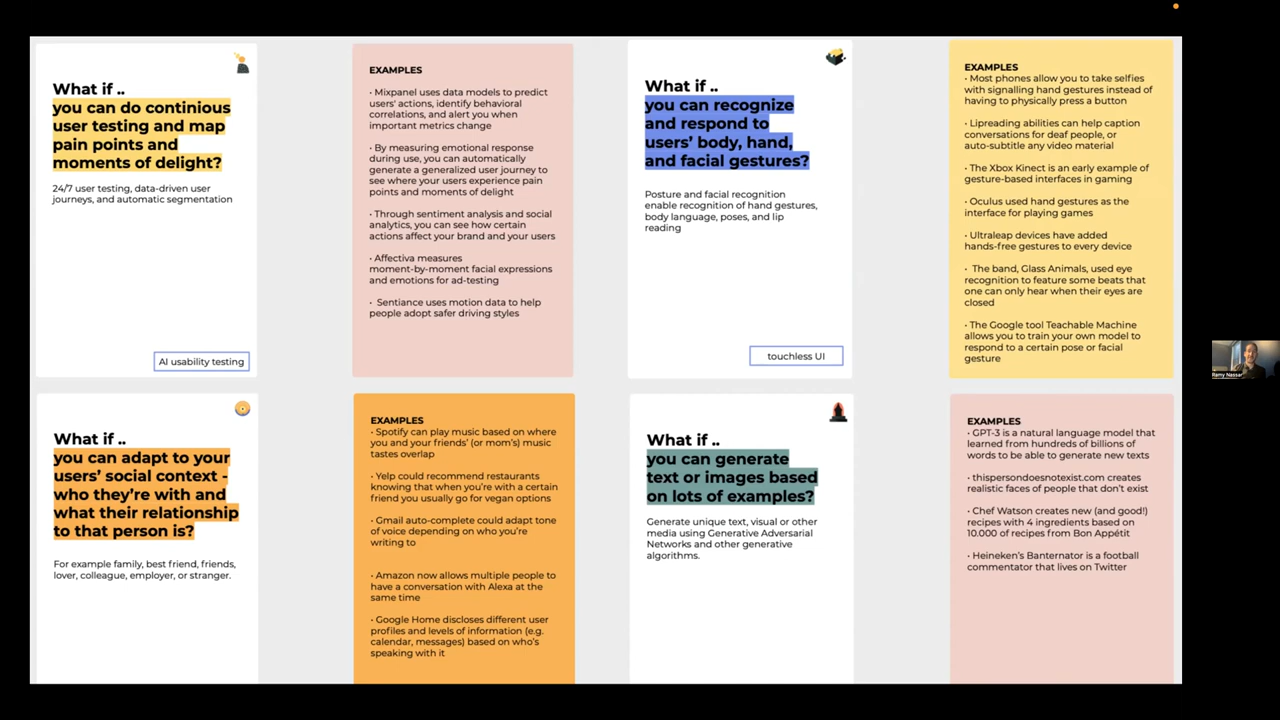 What if ..
you can do continious
user testing and map
pain points and
moments of delight?
24/7 user testing, data-driven user
journeys, and automatic segmentation
AI usability testing
EXAMPLES
• Mixpanel uses data models to predict
users' actions, identify behavioral
correlations, and alert you when
important metrics change
• By measuring emotional response
during use, you can automatically
generate a generalized user journey to
see where your users experience pain
points and moments of delight
• Through sentiment analysis and social
analytics, you can see how certain
actions affect your brand and your users
• Affectiva measures
moment-by-moment facial expressions
and emotions for ad-testing
• Sentiance uses motion data to help
people adopt safer driving styles
What if ..
you can recognize
and respond to
users' body, hand,
and facial gestures?
Posture and facial recognition
enable recognition of hand gestures,
body language, poses, and lip
reading
touchless UI
EXAMPLES
• Most phones allow you to take selfies
with signalling hand gestures instead of
having to physically press a button
• Lipreading abilities can help caption
conversations for deaf people, or
auto-subtitle any video material
• The Xbox Kinect is an early example of
gesture-based interfaces in gaming
• Oculus used hand gestures as the
interface for playing games
• Ultraleap devices have added
hands-free gestures to every device
• The band, Glass Animals, used eye
recognition to feature some beats that
one can only hear when their eyes are
closed
• The Google tool Teachable Machine
allows you to train your own model to
respond to a certain pose or facial
gesture
What if ..
you can adapt to your
users' social context -
who they're with and
what their relationship
to that person is?
For example family, best friend, friends,
lover, colleague, employer, or stranger.
EXAMPLES
• Spotify can play music based on where
you and your friends' (or mom's) music
tastes overlap
• Yelp could recommend restaurants
knowing that when you're with a certain
friend you usually go for vegan options
• Gmail auto-complete could adapt tone
of voice depending on who you're
writing to
• Amazon now allows multiple people to
have a conversation with Alexa at the
same time
• Google Home discloses different user
profiles and levels of information (e.g.
calendar, messages) based on who's
speaking with it
What if ..
you can generate
text or images based
on lots of examples?
Generate unique text, visual or other
media using Generative Adversarial
Networks and other generative
algorithms.
EXAMPLES
• GPT-3 is a natural language model that
learned from hundreds of billions of
words to be able to generate new texts
• thispersondoesnotexist.com creates
realistic faces of people that don't exist
• Chef Watson creates new (and good!)
recipes with 4 ingredients based on
10.000 of recipes from Bon Appétit
• Heineken's Banternator is a football
commentator that lives on Twitter
Ramy Nassar